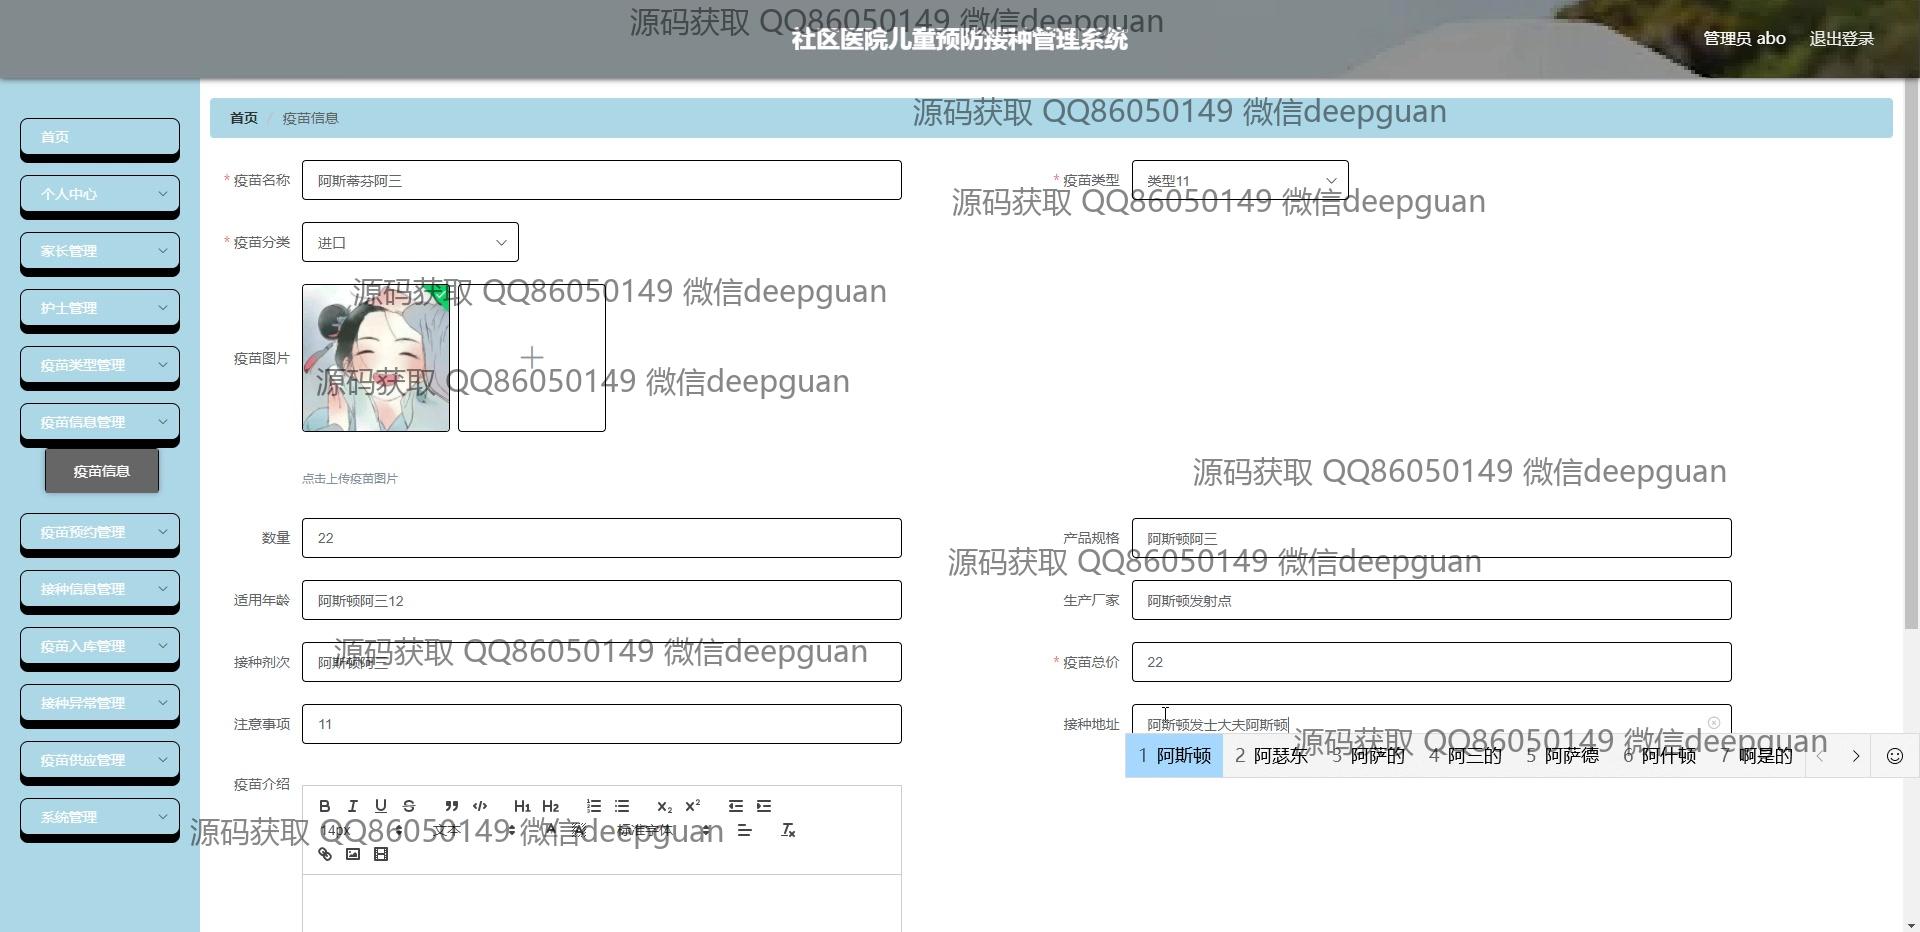 源码获取 QQ86050149 微信deepguan
社区医院儿童预防接种管理系统
管理员 abo 退出登录
首页 / 疫苗信息
源码获取 QQ86050149 微信deepguan
首页
个人中心
家长管理
护士管理
疫苗类型管理
疫苗信息管理
疫苗信息
疫苗预约管理
接种信息管理
疫苗入库管理
接种异常管理
疫苗供应管理
系统管理
* 疫苗名称 阿斯蒂芬阿三
* 疫苗类型 类型11
源码获取 QQ86050149 微信deepguan
* 疫苗分类 进口
源码获取 QQ86050149 微信deepguan
疫苗图片
源码获取 QQ86050149 微信deepguan
点击上传疫苗图片
源码获取 QQ86050149 微信deepguan
数量 22
产品规格 阿斯顿阿三
源码获取 QQ86050149 微信deepguan
适用年龄 阿斯顿阿三12
生产厂家 阿斯顿发射点
源码获取 QQ86050149 微信deepguan
接种剂次 阿斯顿阿三
* 疫苗总价 22
注意事项 11
接种地址 阿斯顿发士大夫阿斯顿
源码获取 QQ86050149 微信deepguan
1 阿斯顿 2 阿瑟东 3 阿萨的 4 阿三的 5 阿萨德 6 阿什顿 7 啊是的
疫苗介绍
B I U S H1 H2 X2 X2
14px 文本 A 标准字体
源码获取 QQ86050149 微信deepguan